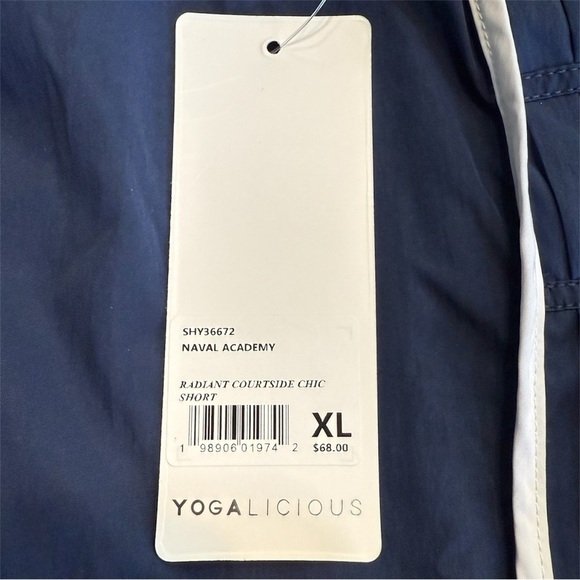 SHY36672
NAVAL ACADEMY
RADIANT COURTSIDE CHIC
SHORT
XL
1 98906 01974 2
$68.00
YOGALICIOUS